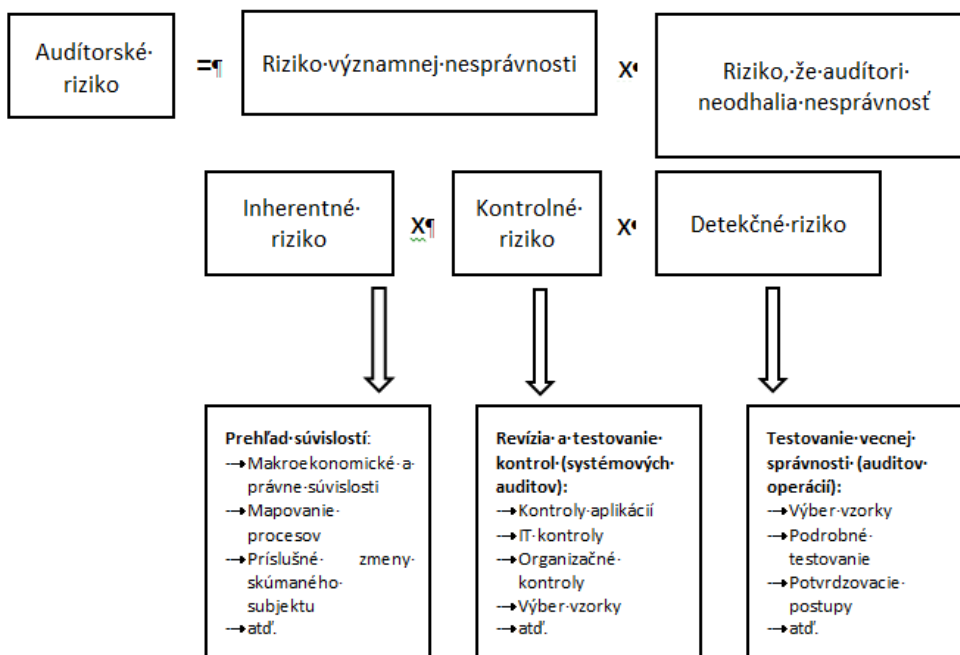 Audítorské·
riziko
=¶
Riziko·významnej·nesprávnosti
X
Riziko,·že·audítori·
neodhalia·nesprávnosť
Inherentné·
riziko
X¶
Kontrolné·
riziko
X
Detekčné·riziko
Prehľad·súvislostí:
→Makroekonomické·a·
právne·súvislosti
→Mapovanie·
procesov
→Príslušné zmeny·
skúmaného·
subjektu
→atď.
Revízia·a·testovanie·
kontrol·(systémových·
auditov):
→Kontroly·aplikácií
→IT·kontroly
→Organizačné·
kontroly
→Výber·vzorky
→atď.
Testovanie·vecnej·
správnosti·(auditov·
operácií):
→Výber·vzorky
→Podrobné·
testovanie
→Potvrdzovacie·
postupy
→atď.